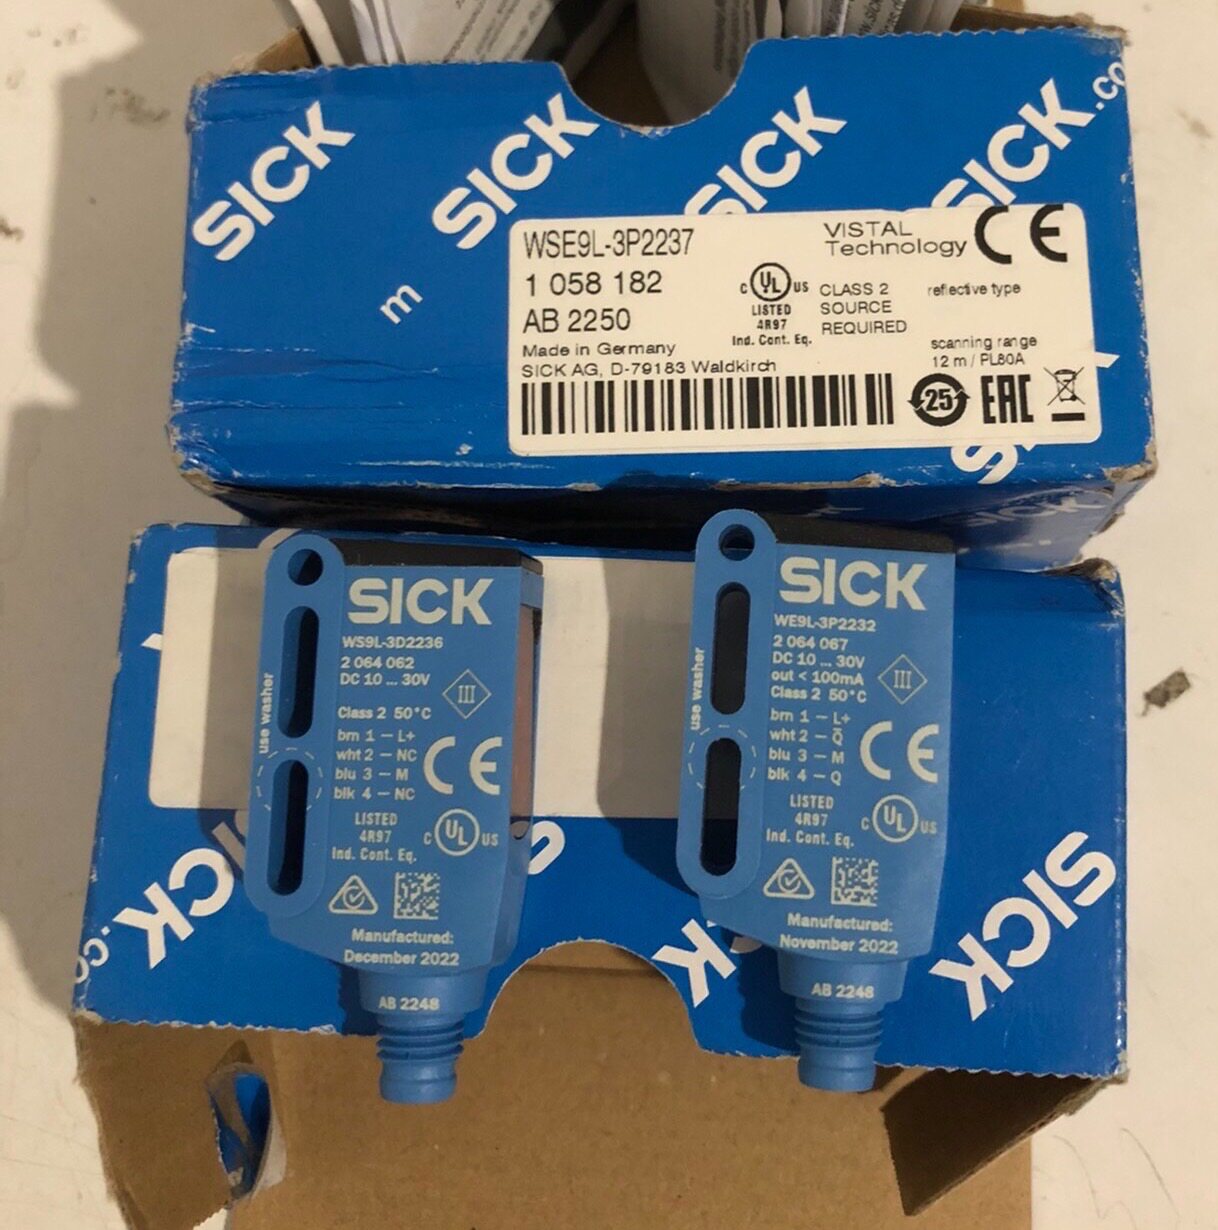 SICK
SICK
SICK
SICK.co
m
WSE9L-3P2237
1 058 182
AB 2250
Made in Germany
SICK AG, D-79183 Waldkirch
VISTAL
Technology
CE
C UL US
LISTED
4R97
Ind. Cont. Eq.
CLASS 2
SOURCE
REQUIRED
reflective type
scanning range
12 m / PL80A
25
EAC
SICK
SICK
WS9L-3D2236
2 064 062
DC 10 ... 30V
III
Class 2 50°C
brn 1 – L+
wht 2 – NC
blu 3 – M
blk 4 – NC
CE
use washer
LISTED
4R97
Ind. Cont. Eq.
C UL US
Manufactured:
December 2022
AB 2248
SICK
WE9L-3P2232
2 064 067
DC 10 ... 30V
out < 100mA
Class 2 50°C
III
brn 1 – L+
wht 2 – Q̅
blu 3 – M
blk 4 – Q
CE
use washer
LISTED
4R97
Ind. Cont. Eq.
C UL US
Manufactured:
November 2022
AB 2248
SICK.co
SICK